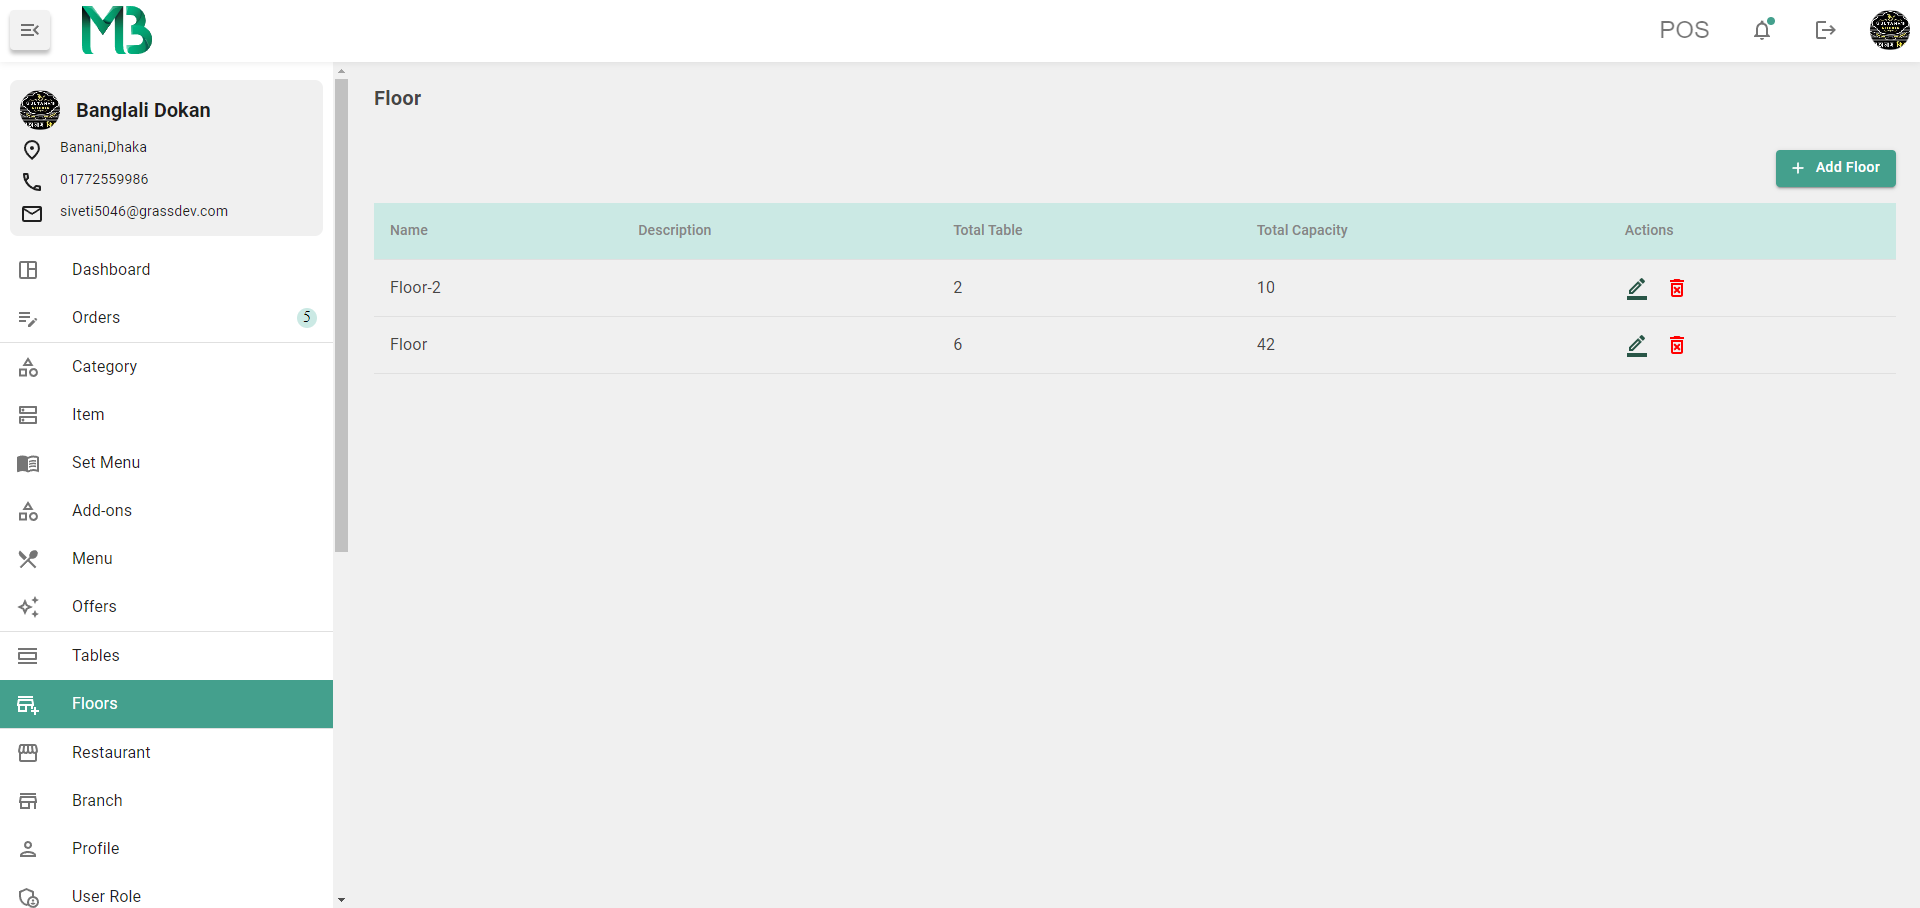 MB
POS
Banglali Dokan
Banani,Dhaka
01772559986
siveti5046@grassdev.com
Dashboard
Orders 5
Category
Item
Set Menu
Add-ons
Menu
Offers
Tables
Floors
Restaurant
Branch
Profile
User Role
Floor
+ Add Floor
Name Description Total Table Total Capacity Actions
Floor-2 2 10
Floor 6 42